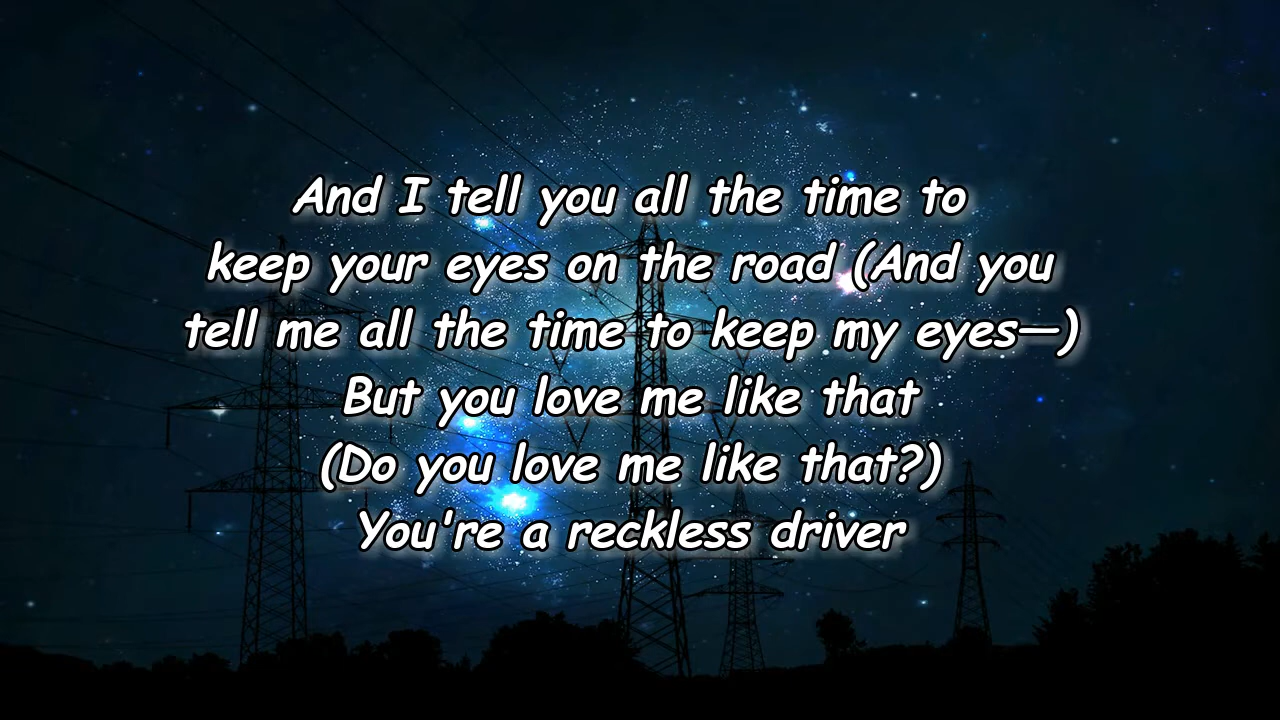 And I tell you all the time to
keep your eyes on the road (And you
tell me all the time to keep my eyes—)
But you love me like that
(Do you love me like that?)
You're a reckless driver